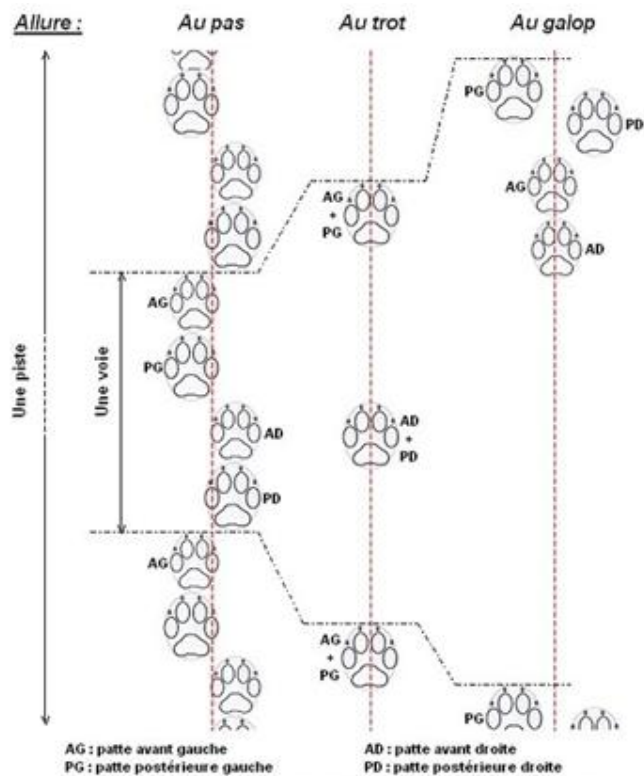 Allure : Au pas Au trot Au galop
PG
PD
AG
+
PG
AG
AD
AG
PG
Une piste
Une voie
AD
+
PD
AD
PD
AG
AG
+
PG
PG
AG : patte avant gauche AD : patte avant droite
PG : patte postérieure gauche PD : patte postérieure droite